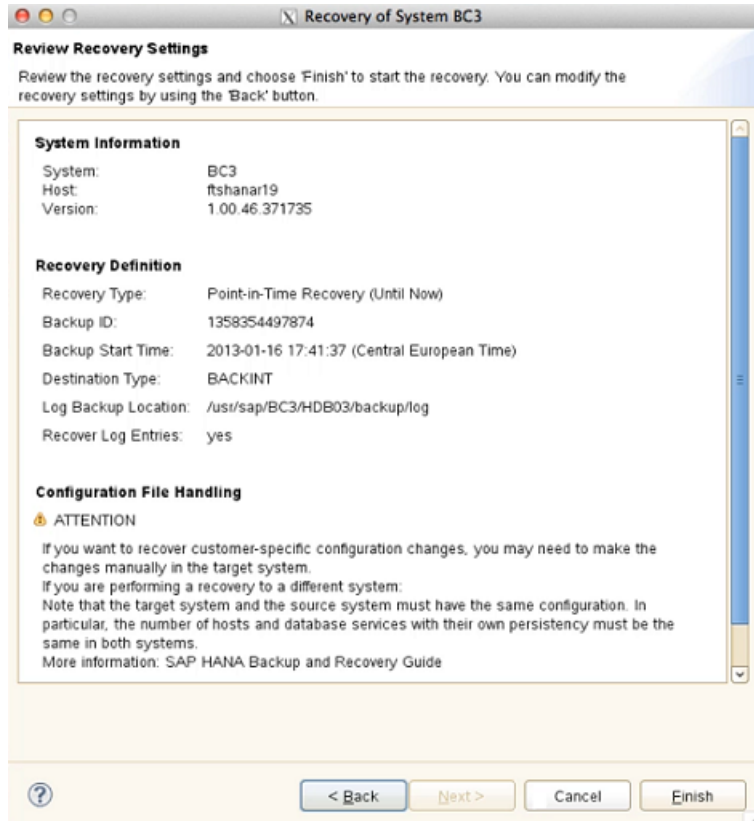 Recovery of System BC3
Review Recovery Settings
Review the recovery settings and choose 'Finish' to start the recovery. You can modify the
recovery settings by using the 'Back' button.
System Information
System: BC3
Host: ftshanar19
Version: 1.00.46.371735
Recovery Definition
Recovery Type: Point-in-Time Recovery (Until Now)
Backup ID: 1358354497874
Backup Start Time: 2013-01-16 17:41:37 (Central European Time)
Destination Type: BACKINT
Log Backup Location: /usr/sap/BC3/HDB03/backup/log
Recover Log Entries: yes
Configuration File Handling
ATTENTION
If you want to recover customer-specific configuration changes, you may need to make the
changes manually in the target system.
If you are performing a recovery to a different system:
Note that the target system and the source system must have the same configuration. In
particular, the number of hosts and database services with their own persistency must be the
same in both systems.
More information: SAP HANA Backup and Recovery Guide
? < Back Next > Cancel Finish